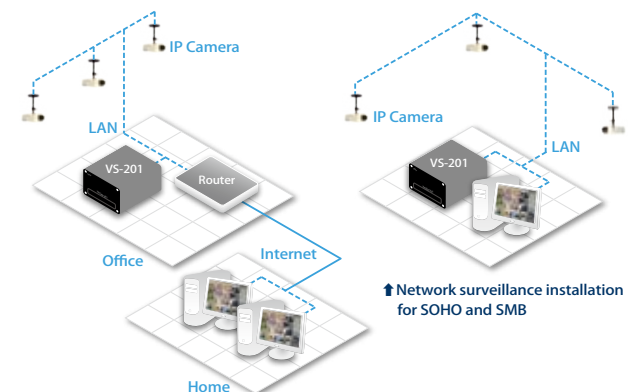 IP Camera
LAN
VS-201
Router
Office
Internet
Home
IP Camera
LAN
VS-201
⬆ Network surveillance installation
for SOHO and SMB